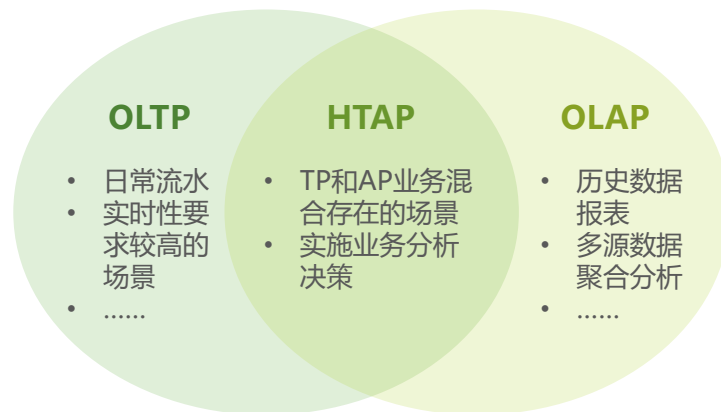 OLTP
• 日常流水
• 实时性要
求较高的
场景
• ......
HTAP
• TP和AP业务混
合存在的场景
• 实施业务分析
决策
OLAP
• 历史数据
报表
• 多源数据
聚合分析
• ......